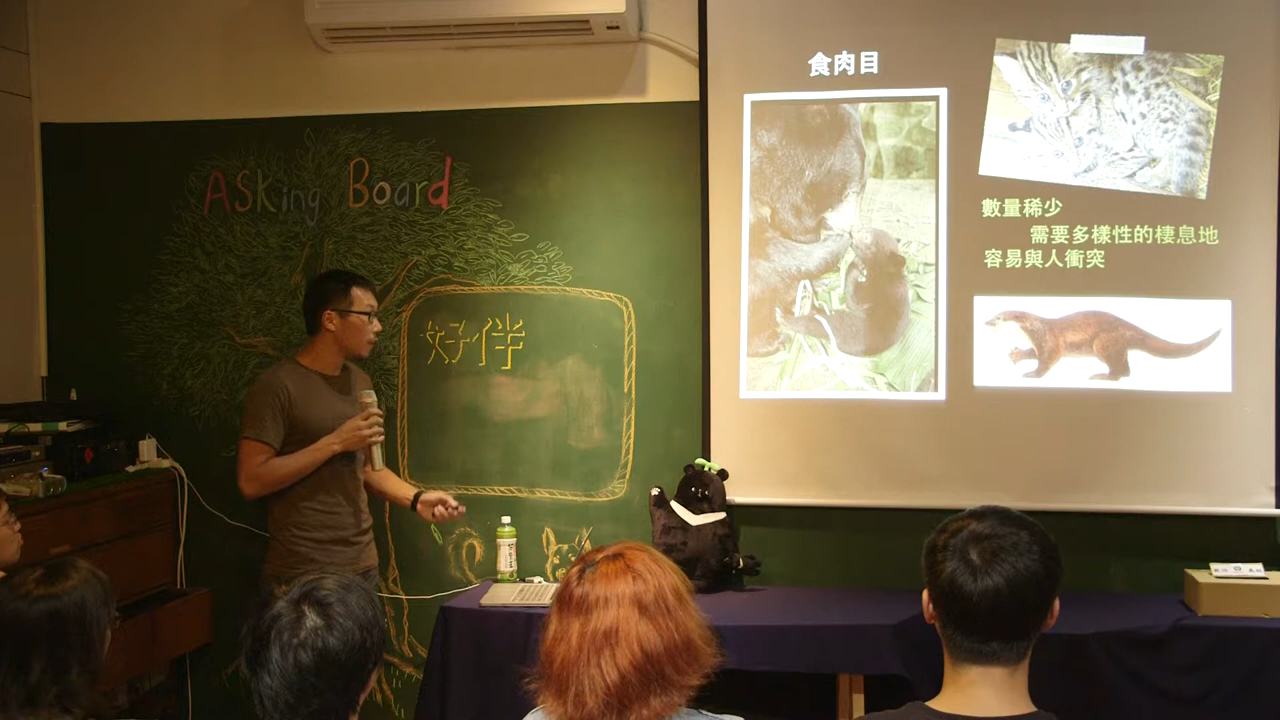 ASKing Board
好伴
食肉目
數量稀少
需要多樣性的棲息地
容易與人衝突